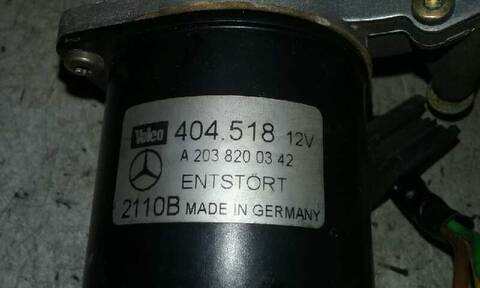 Valeo 404.518 12V
A 203 820 03 42
ENTSTÖRT
2110B MADE IN GERMANY